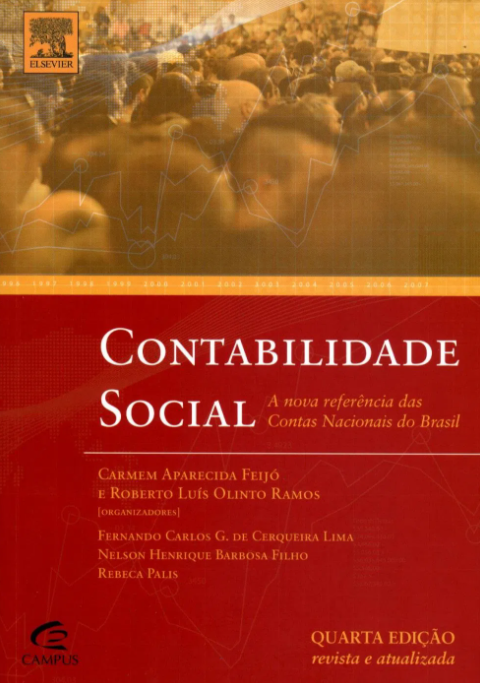 ELSEVIER
CONTABILIDADE
SOCIAL
A nova referência das
Contas Nacionais do Brasil
CARMEM APARECIDA FEIJÓ
E ROBERTO LUÍS OLINTO RAMOS
[ORGANIZADORES]
FERNANDO CARLOS G. DE CERQUEIRA LIMA
NELSON HENRIQUE BARBOSA FILHO
REBECA PALIS
CAMPUS
QUARTA EDIÇÃO
revista e atualizada